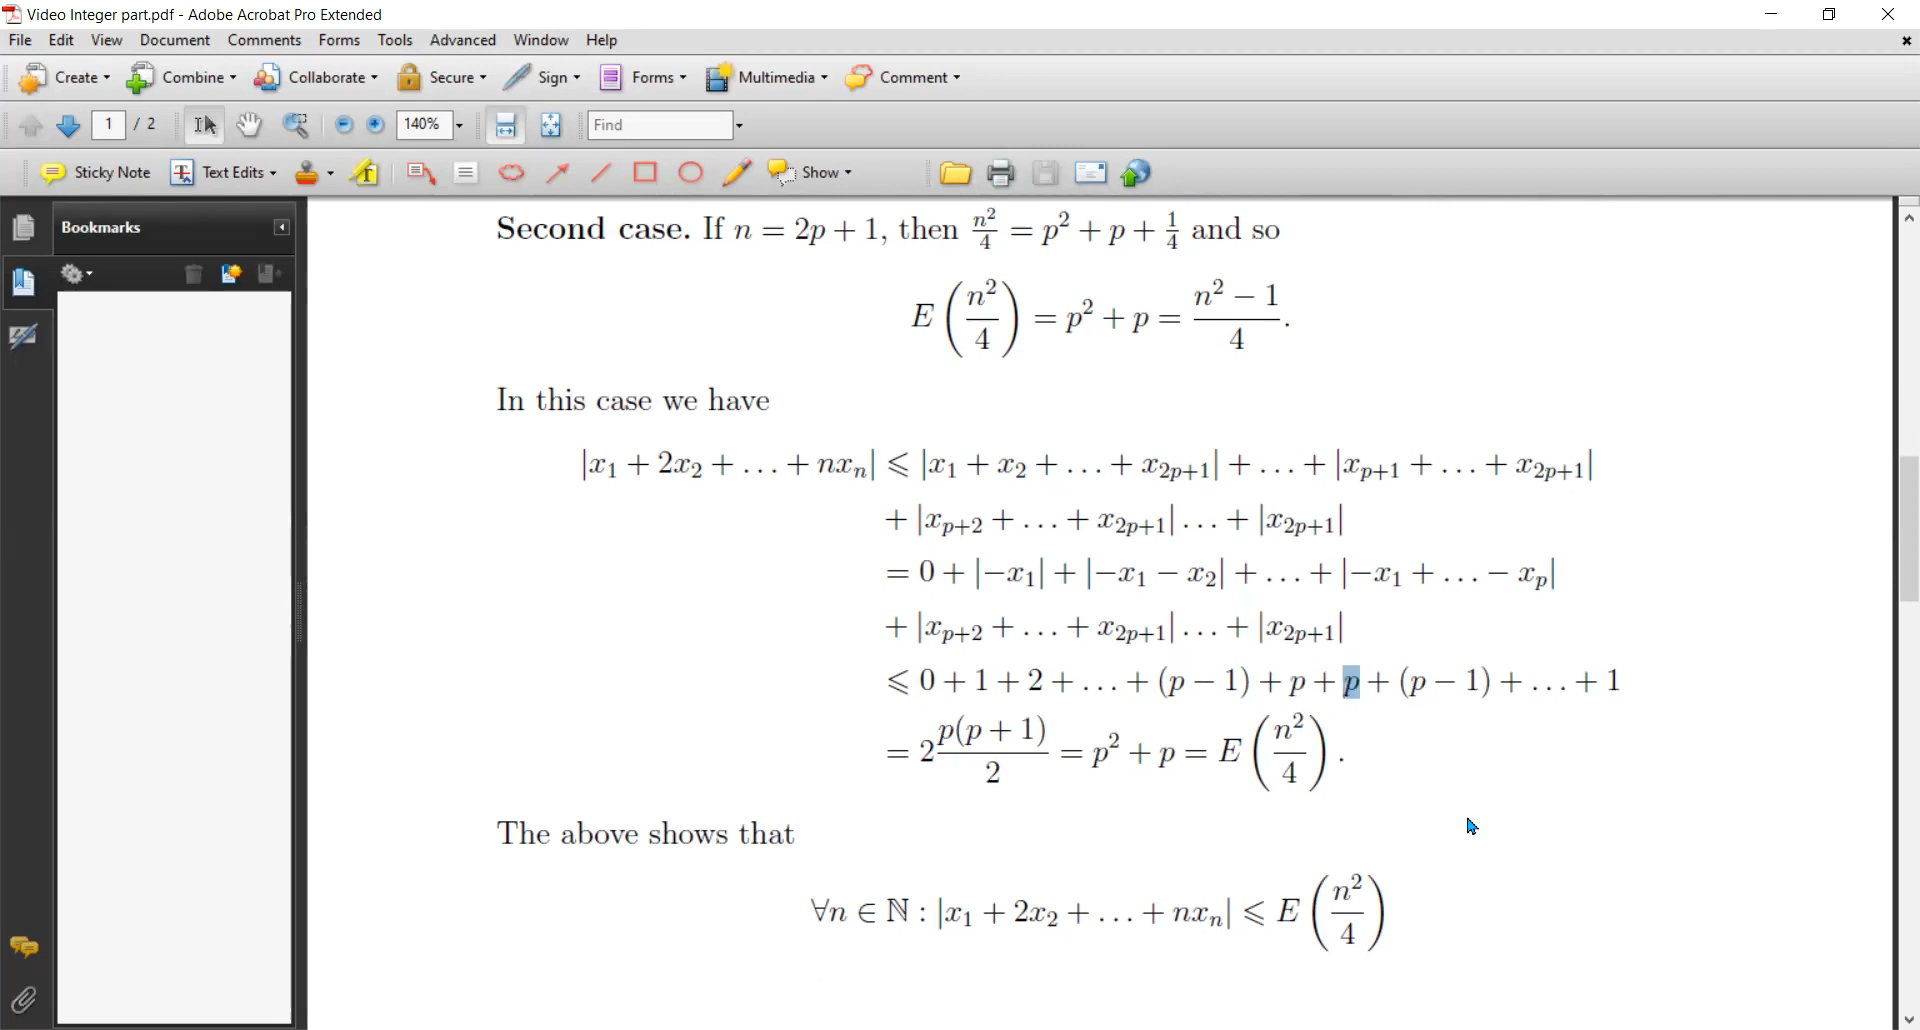 Video Integer part.pdf - Adobe Acrobat Pro Extended
File Edit View Document Comments Forms Tools Advanced Window Help
Create Combine Collaborate Secure Sign Forms Multimedia Comment
1 / 2 140% Find
Sticky Note Text Edits Show
Bookmarks
Second case. If n = 2p + 1, then n²/4 = p² + p + 1/4 and so
E(n²/4) = p² + p = (n² − 1)/4.
In this case we have
|x₁ + 2x₂ + … + nxₙ| ⩽ |x₁ + x₂ + … + x₂ₚ₊₁| + … + |xₚ₊₁ + … + x₂ₚ₊₁|
+ |xₚ₊₂ + … + x₂ₚ₊₁| … + |x₂ₚ₊₁|
= 0 + |−x₁| + |−x₁ − x₂| + … + |−x₁ + … − xₚ|
+ |xₚ₊₂ + … + x₂ₚ₊₁| … + |x₂ₚ₊₁|
⩽ 0 + 1 + 2 + … + (p − 1) + p + p + (p − 1) + … + 1
= 2 p(p + 1)/2 = p² + p = E(n²/4).
The above shows that
∀n ∈ ℕ : |x₁ + 2x₂ + … + nxₙ| ⩽ E(n²/4)